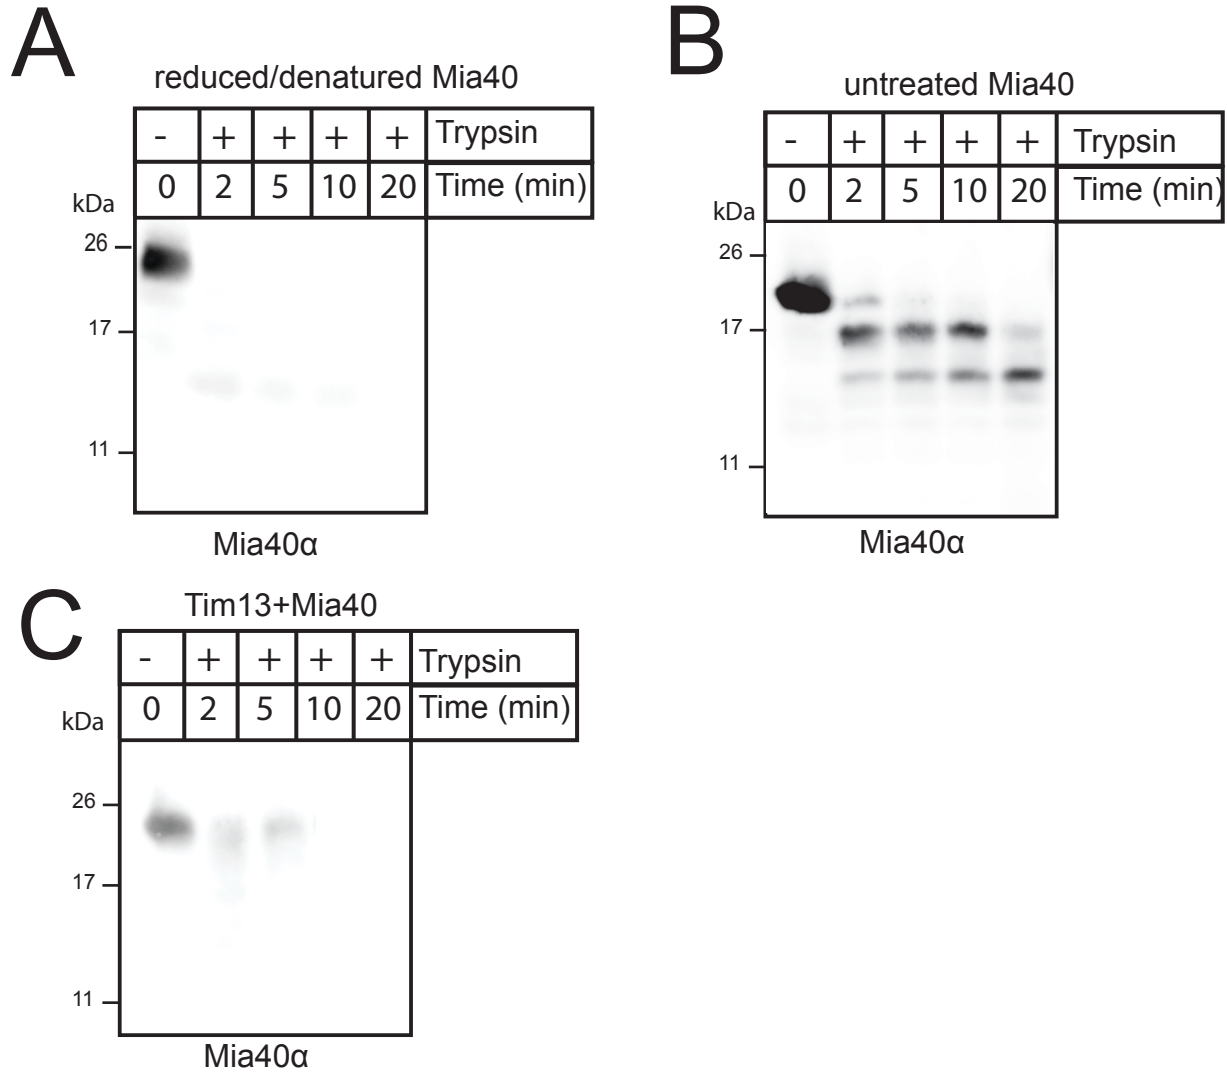 A
reduced/denatured Mia40
- + + + + Trypsin
0 2 5 10 20 Time (min)
kDa
26
17
11
Mia40α
B
untreated Mia40
- + + + + Trypsin
0 2 5 10 20 Time (min)
kDa
26
17
11
Mia40α
C
Tim13+Mia40
- + + + + Trypsin
0 2 5 10 20 Time (min)
kDa
26
17
11
Mia40α